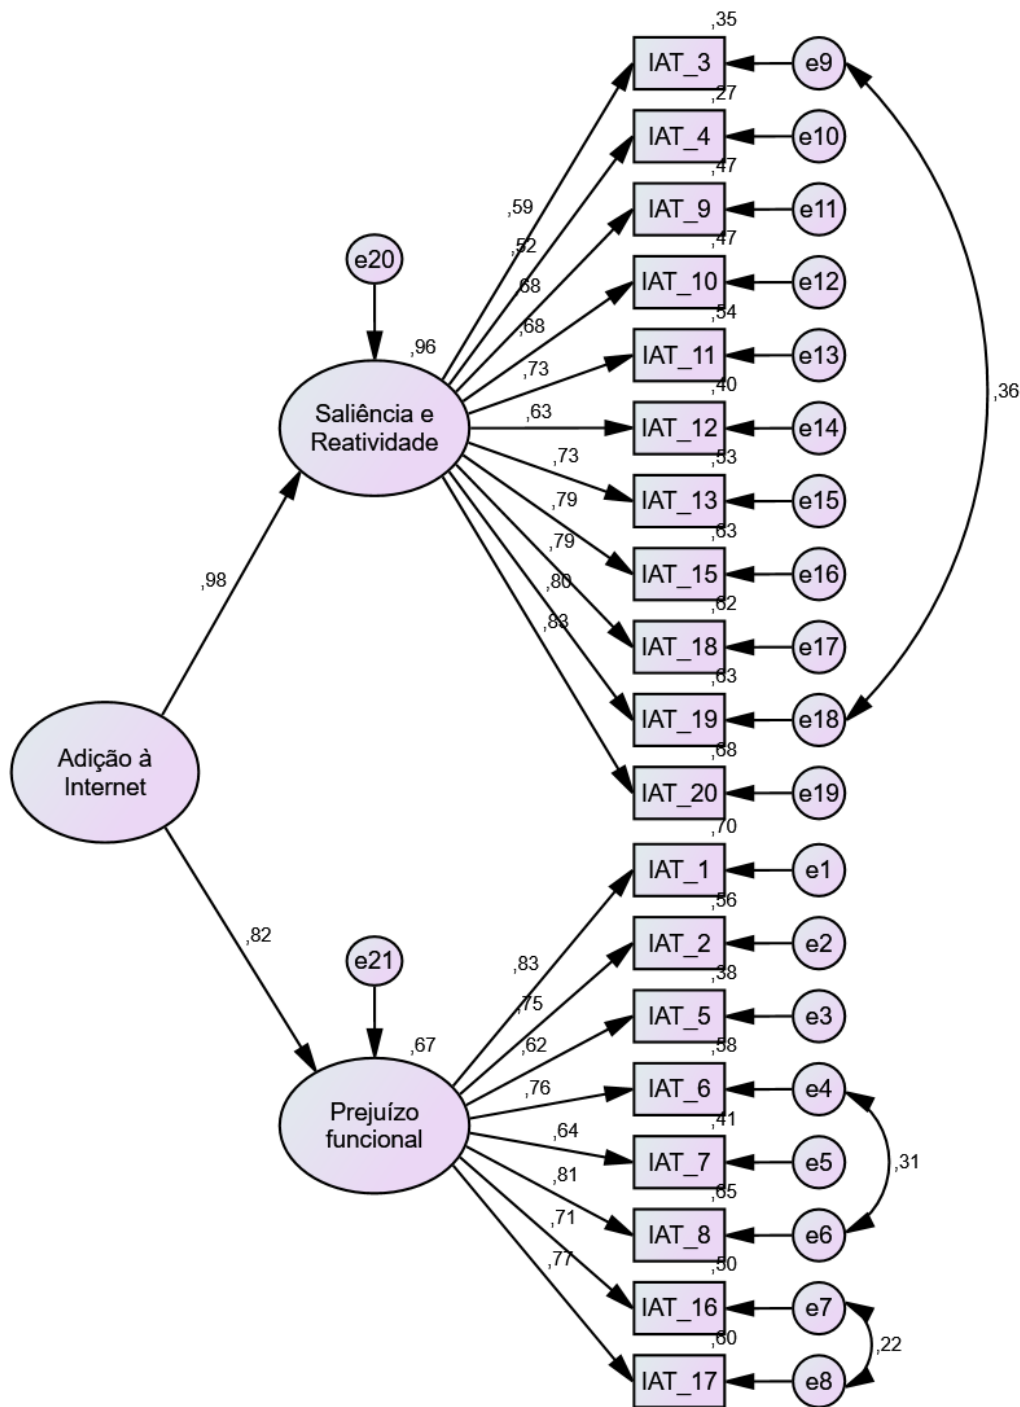 ,35
IAT_3
e9
,27
IAT_4
e10
,47
IAT_9
e11
,47
IAT_10
e12
,54
IAT_11
e13
,40
IAT_12
e14
,53
IAT_13
e15
,63
IAT_15
e16
,62
IAT_18
e17
,63
IAT_19
e18
,68
IAT_20
e19
,36
,59
,52
,68
,68
,73
,63
,73
,79
,79
,80
,83
e20
,96
Saliência e
Reatividade
,98
Adição à
Internet
,82
e21
,67
Prejuízo
funcional
,83
,75
,62
,76
,64
,81
,71
,77
,70
IAT_1
e1
,56
IAT_2
e2
,38
IAT_5
e3
,58
IAT_6
e4
,41
IAT_7
e5
,65
IAT_8
e6
,50
IAT_16
e7
,60
IAT_17
e8
,31
,22